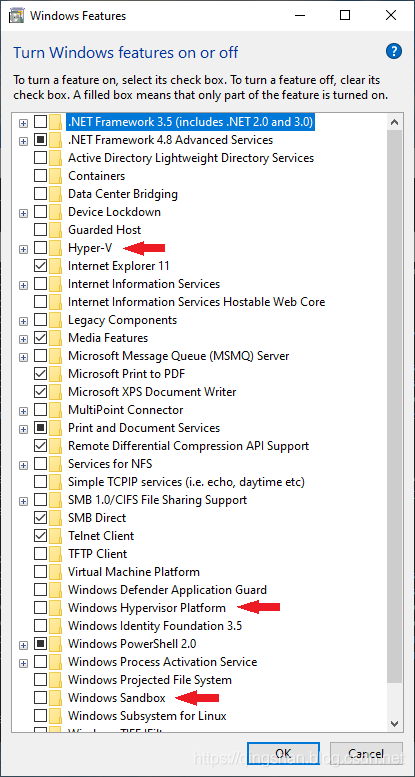 Windows Features
Turn Windows features on or off
To turn a feature on, select its check box. To turn a feature off, clear its
check box. A filled box means that only part of the feature is turned on.
.NET Framework 3.5 (includes .NET 2.0 and 3.0)
.NET Framework 4.8 Advanced Services
Active Directory Lightweight Directory Services
Containers
Data Center Bridging
Device Lockdown
Guarded Host
Hyper-V
Internet Explorer 11
Internet Information Services
Internet Information Services Hostable Web Core
Legacy Components
Media Features
Microsoft Message Queue (MSMQ) Server
Microsoft Print to PDF
Microsoft XPS Document Writer
MultiPoint Connector
Print and Document Services
Remote Differential Compression API Support
Services for NFS
Simple TCPIP services (i.e. echo, daytime etc)
SMB 1.0/CIFS File Sharing Support
SMB Direct
Telnet Client
TFTP Client
Virtual Machine Platform
Windows Defender Application Guard
Windows Hypervisor Platform
Windows Identity Foundation 3.5
Windows PowerShell 2.0
Windows Process Activation Service
Windows Projected File System
Windows Sandbox
Windows Subsystem for Linux
OK Cancel